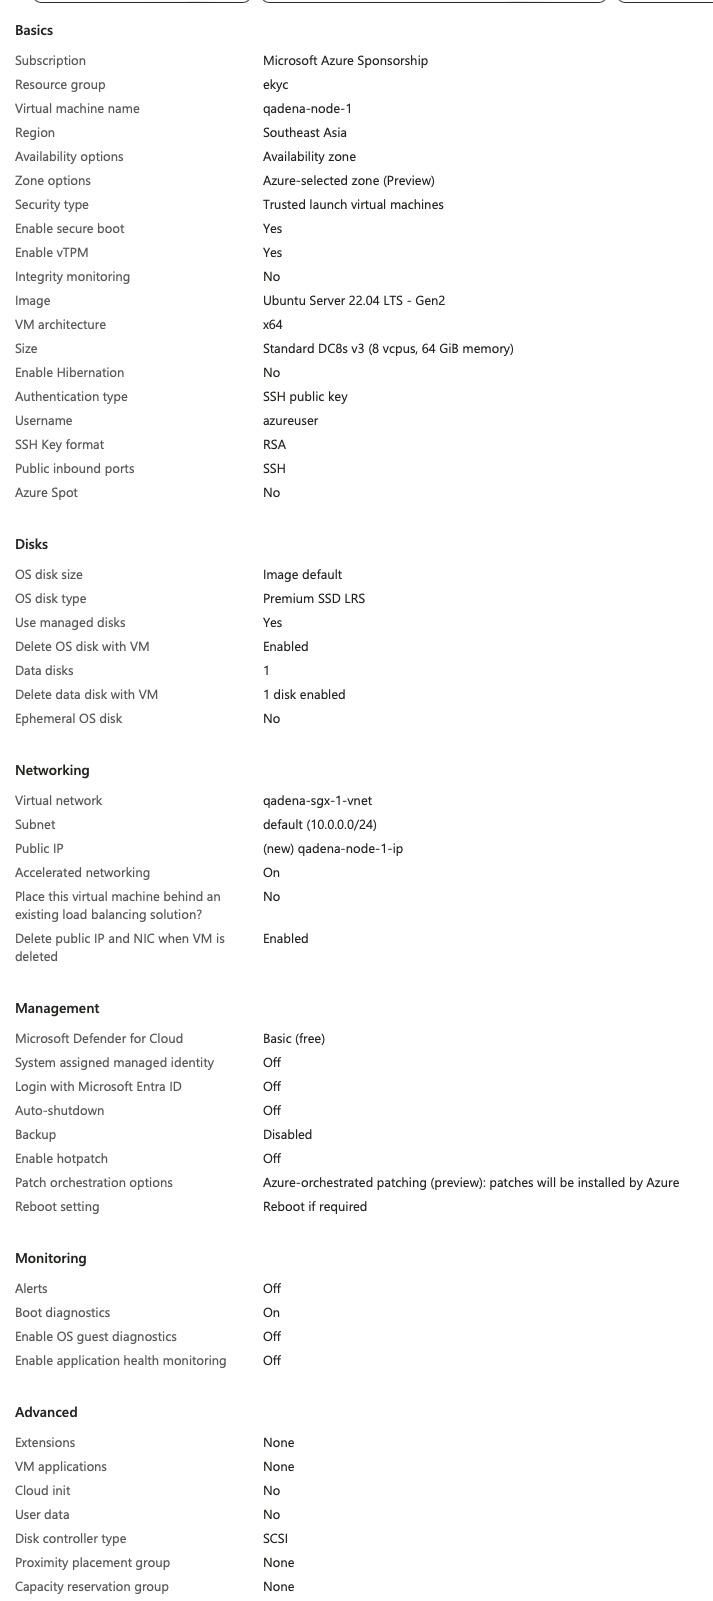 Basics
Subscription Microsoft Azure Sponsorship
Resource group ekyc
Virtual machine name qadena-node-1
Region Southeast Asia
Availability options Availability zone
Zone options Azure-selected zone (Preview)
Security type Trusted launch virtual machines
Enable secure boot Yes
Enable vTPM Yes
Integrity monitoring No
Image Ubuntu Server 22.04 LTS - Gen2
VM architecture x64
Size Standard DC8s v3 (8 vcpus, 64 GiB memory)
Enable Hibernation No
Authentication type SSH public key
Username azureuser
SSH Key format RSA
Public inbound ports SSH
Azure Spot No
Disks
OS disk size Image default
OS disk type Premium SSD LRS
Use managed disks Yes
Delete OS disk with VM Enabled
Data disks 1
Delete data disk with VM 1 disk enabled
Ephemeral OS disk No
Networking
Virtual network qadena-sgx-1-vnet
Subnet default (10.0.0.0/24)
Public IP (new) qadena-node-1-ip
Accelerated networking On
Place this virtual machine behind an No
existing load balancing solution?
Delete public IP and NIC when VM is Enabled
deleted
Management
Microsoft Defender for Cloud Basic (free)
System assigned managed identity Off
Login with Microsoft Entra ID Off
Auto-shutdown Off
Backup Disabled
Enable hotpatch Off
Patch orchestration options Azure-orchestrated patching (preview): patches will be installed by Azure
Reboot setting Reboot if required
Monitoring
Alerts Off
Boot diagnostics On
Enable OS guest diagnostics Off
Enable application health monitoring Off
Advanced
Extensions None
VM applications None
Cloud init No
User data No
Disk controller type SCSI
Proximity placement group None
Capacity reservation group None